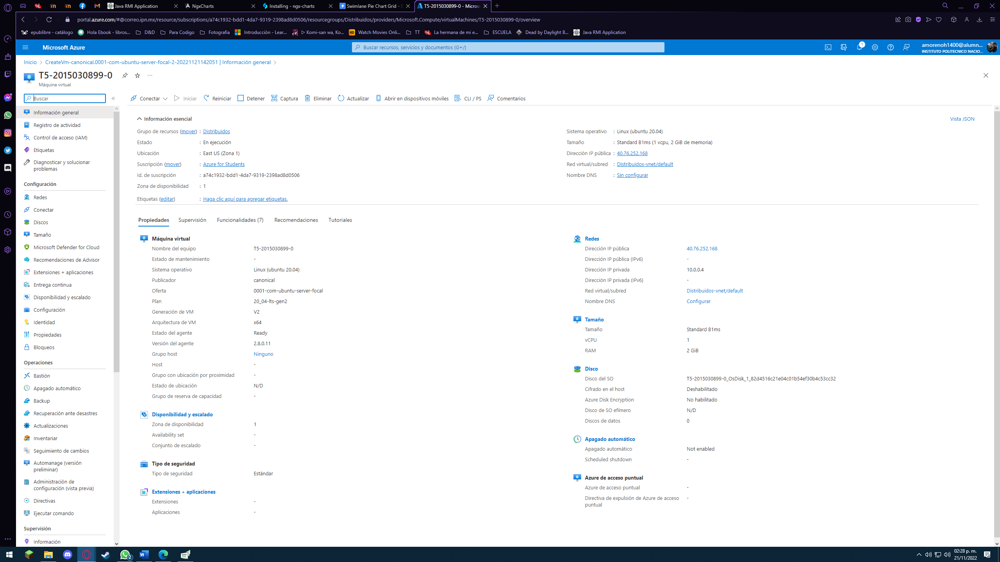 Java RMI Application
NgxCharts
Installing - ngx-charts
Swimlane Pie Chart Grid - S
T5-2015030899-0 - Micros
portal.azure.com/#@correo.ipn.mx/resource/subscriptions/a74c1932-bdd1-4da7-9319-2398ad8d0506/resourcegroups/Distribuidos/providers/Microsoft.Compute/virtualMachines/T5-2015030899-0/overview
epublibre - catálogo
Hola Ebook - libros...
D&D
Para Codigo
Fotografia
Introducción - Lear...
▷ Komi-san wa, Ko...
HD
Watch Movies Onli...
TT
La hermana de mi e...
ESCUELA
Dead by Daylight B...
Java RMI Application
Microsoft Azure
Buscar recursos, servicios y documentos (G+/)
1
amorenoh1400@alumn...
INSTITUTO POLITECNICO NACIO...
Inicio
CreateVm-canonical.0001-com-ubuntu-server-focal-2-20221121142051 | Información general
T5-2015030899-0
Máquina virtual
Buscar
Conectar
Iniciar
Reiniciar
Detener
Captura
Eliminar
Actualizar
Abrir en dispositivos móviles
CLI / PS
Comentarios
Información general
Registro de actividad
Control de acceso (IAM)
Etiquetas
Diagnosticar y solucionar
problemas
Configuración
Redes
Conectar
Discos
Tamaño
Microsoft Defender for Cloud
Recomendaciones de Advisor
Extensiones + aplicaciones
Entrega continua
Disponibilidad y escalado
Configuración
Identidad
Propiedades
Bloqueos
Operaciones
Bastión
Apagado automático
Backup
Recuperación ante desastres
Actualizaciones
Inventariar
Seguimiento de cambios
Automanage (versión
preliminar)
Administración de
configuración (vista previa)
Directivas
Ejecutar comando
Supervisión
Información
Información esencial
Vista JSON
Grupo de recursos (mover) : Distribuidos
Estado : En ejecución
Ubicación : East US (Zona 1)
Suscripción (mover) : Azure for Students
Id. de suscripción : a74c1932-bdd1-4da7-9319-2398ad8d0506
Zona de disponibilidad : 1
Etiquetas (editar) : Haga clic aquí para agregar etiquetas.
Sistema operativo : Linux (ubuntu 20.04)
Tamaño : Standard B1ms (1 vcpu, 2 GiB de memoria)
Dirección IP pública : 40.76.252.168
Red virtual/subred : Distribuidos-vnet/default
Nombre DNS : Sin configurar
Propiedades
Supervisión
Funcionalidades (7)
Recomendaciones
Tutoriales
Máquina virtual
Nombre del equipo T5-2015030899-0
Estado de mantenimiento -
Sistema operativo Linux (ubuntu 20.04)
Publicador canonical
Oferta 0001-com-ubuntu-server-focal
Plan 20_04-lts-gen2
Generación de VM V2
Arquitectura de VM x64
Estado del agente Ready
Versión del agente 2.8.0.11
Grupo host Ninguno
Host -
Grupo con ubicación por proximidad -
Estado de ubicación N/D
Grupo de reserva de capacidad -
Disponibilidad y escalado
Zona de disponibilidad 1
Availability set -
Conjunto de escalado -
Tipo de seguridad
Tipo de seguridad Estándar
Extensiones + aplicaciones
Extensiones -
Aplicaciones -
Redes
Dirección IP pública 40.76.252.168
Dirección IP pública (IPv6) -
Dirección IP privada 10.0.0.4
Dirección IP privada (IPv6) -
Red virtual/subred Distribuidos-vnet/default
Nombre DNS Configurar
Tamaño
Tamaño Standard B1ms
vCPU 1
RAM 2 GiB
Disco
Disco del SO T5-2015030899-0_OsDisk_1_82d4516c21e04c01b54ef30b4c53cc32
Cifrado en el host Deshabilitado
Azure Disk Encryption No habilitado
Disco de SO efímero N/D
Discos de datos 0
Apagado automático
Apagado automático Not enabled
Scheduled shutdown -
Azure de acceso puntual
Azure de acceso puntual -
Directiva de expulsión de Azure de acceso -
puntual
2
02:28 p. m.
21/11/2022